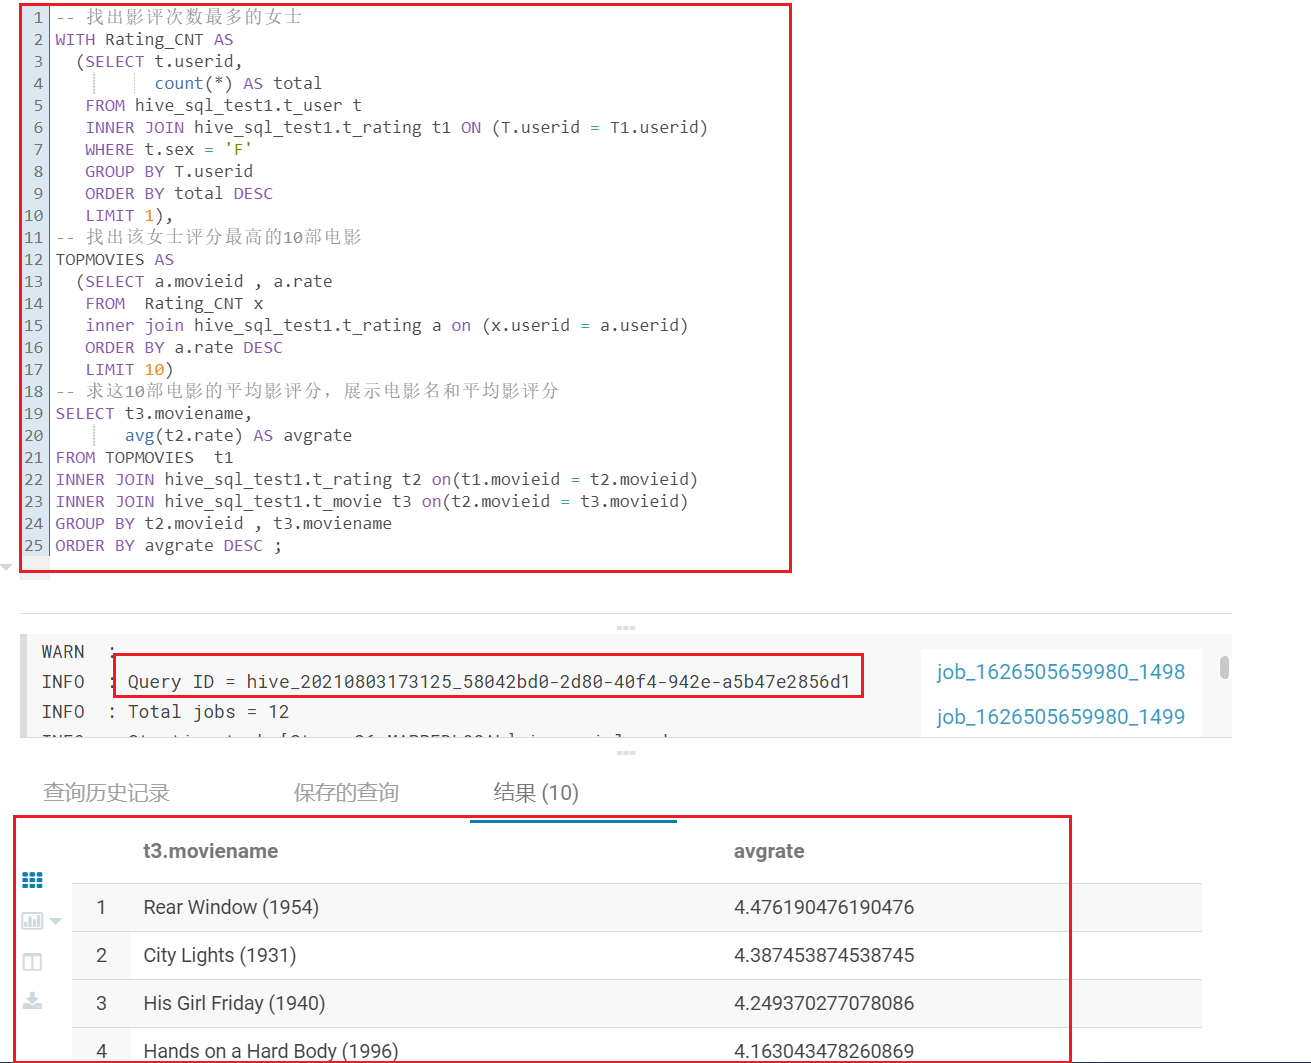 1 -- 找出影评次数最多的女士
2 WITH Rating_CNT AS
3 (SELECT t.userid,
4 count(*) AS total
5 FROM hive_sql_test1.t_user t
6 INNER JOIN hive_sql_test1.t_rating t1 ON (T.userid = T1.userid)
7 WHERE t.sex = 'F'
8 GROUP BY T.userid
9 ORDER BY total DESC
10 LIMIT 1),
11 -- 找出该女士评分最高的10部电影
12 TOPMOVIES AS
13 (SELECT a.movieid , a.rate
14 FROM  Rating_CNT x
15 inner join hive_sql_test1.t_rating a on (x.userid = a.userid)
16 ORDER BY a.rate DESC
17 LIMIT 10)
18 -- 求这10部电影的平均影评分，展示电影名和平均影评分
19 SELECT t3.moviename,
20 avg(t2.rate) AS avgrate
21 FROM TOPMOVIES  t1
22 INNER JOIN hive_sql_test1.t_rating t2 on(t1.movieid = t2.movieid)
23 INNER JOIN hive_sql_test1.t_movie t3 on(t2.movieid = t3.movieid)
24 GROUP BY t2.movieid , t3.moviename
25 ORDER BY avgrate DESC ;
WARN  :
INFO  : Query ID = hive_20210803173125_58042bd0-2d80-40f4-942e-a5b47e2856d1
job_1626505659980_1498
INFO  : Total jobs = 12
job_1626505659980_1499
查询历史记录 保存的查询 结果 (10)
t3.moviename avgrate
1 Rear Window (1954) 4.476190476190476
2 City Lights (1931) 4.387453874538745
3 His Girl Friday (1940) 4.249370277078086
4 Hands on a Hard Body (1996) 4.163043478260869